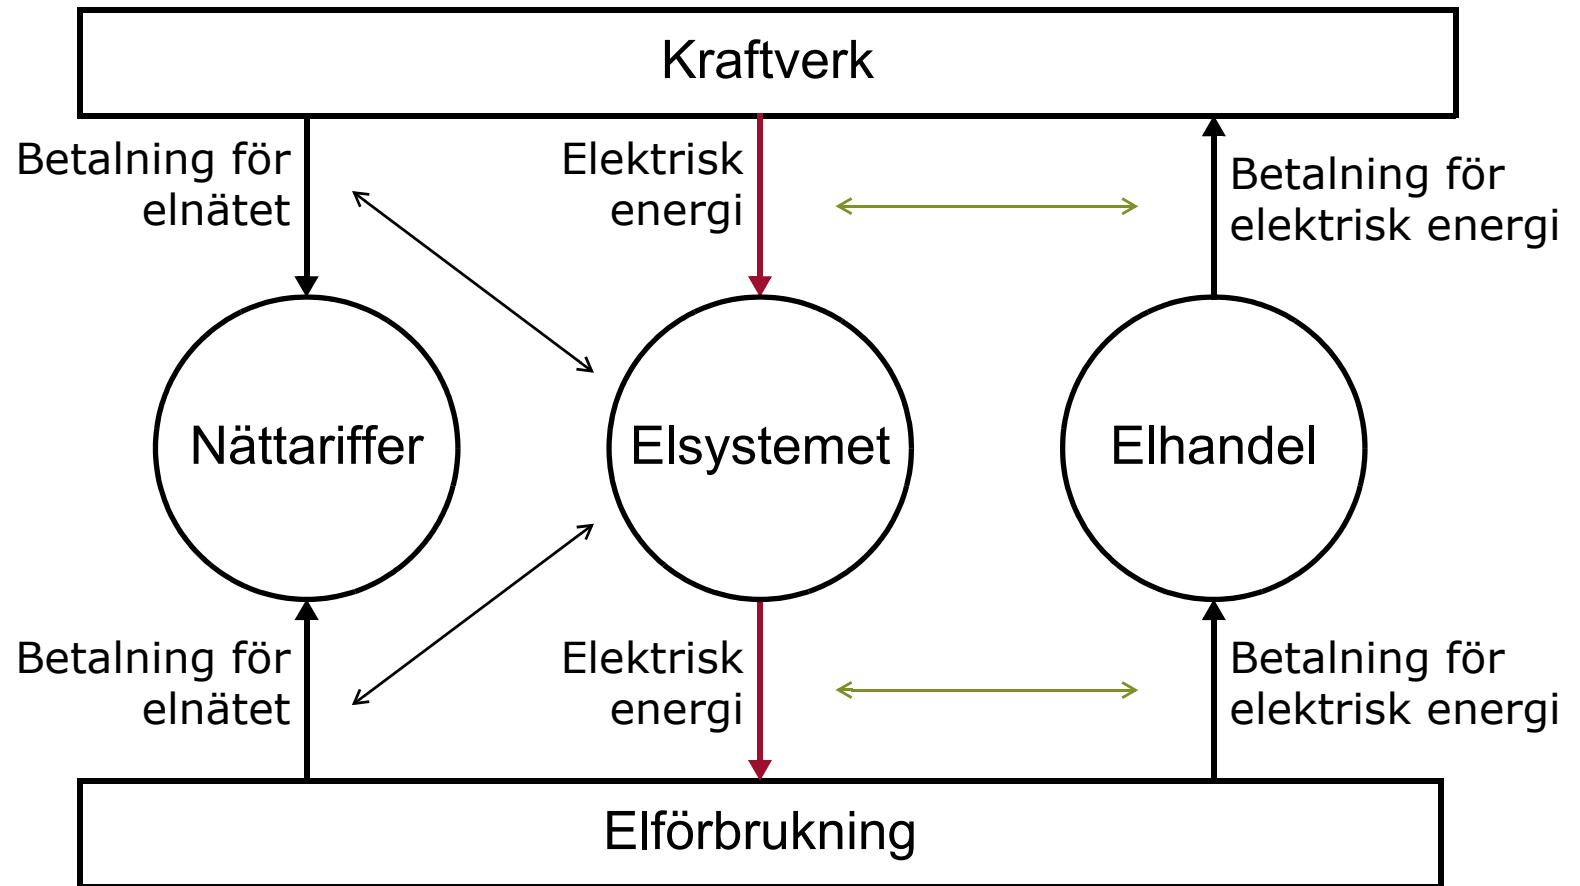 Kraftverk
Betalning för
elnätet
Elektrisk
energi
Betalning för
elektrisk energi
Nättariffer
Elsystemet
Elhandel
Betalning för
elnätet
Elektrisk
energi
Betalning för
elektrisk energi
Elförbrukning